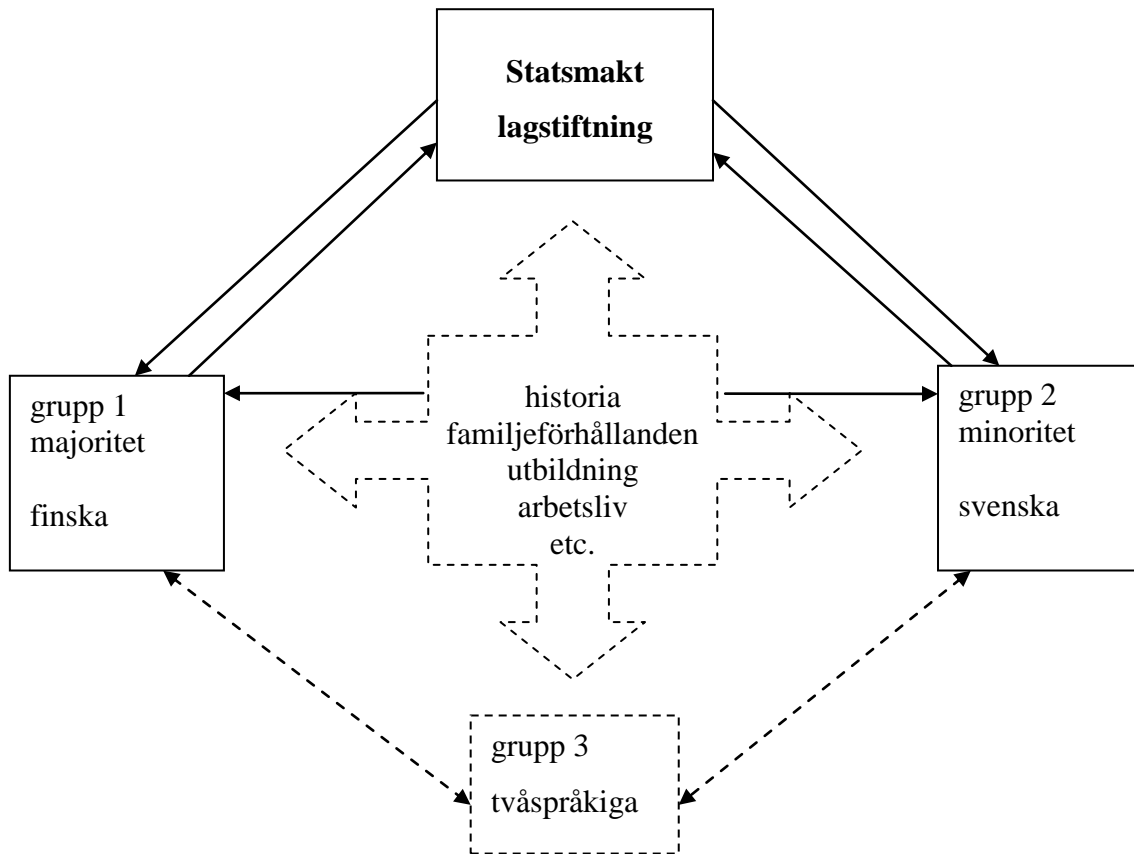 Statsmakt
lagstiftning
grupp 1
majoritet
finska
historia
familjeförhållanden
utbildning
arbetsliv
etc.
grupp 2
minoritet
svenska
grupp 3
tvåspråkiga